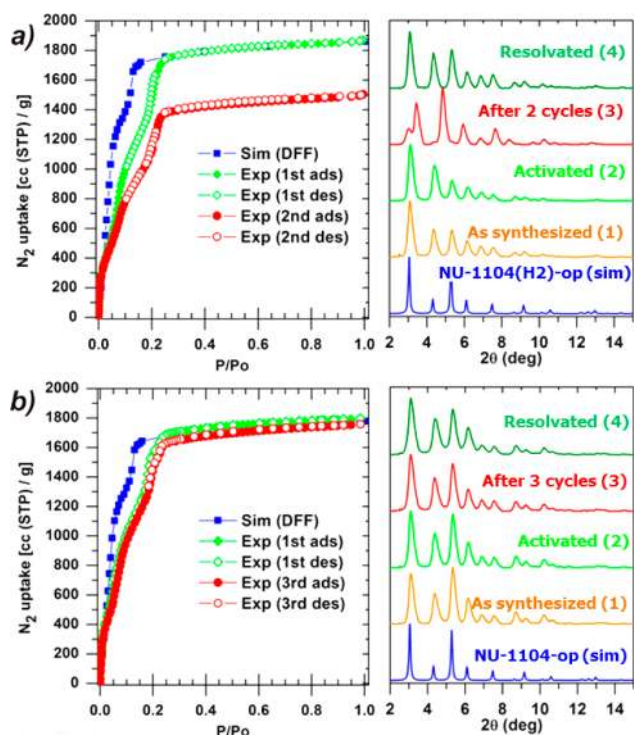 a)
2000
1800
1600
1400
1200
1000
800
600
400
200
0
N2 uptake [cc (STP) / g]
Sim (DFF)
Exp (1st ads)
Exp (1st des)
Exp (2nd ads)
Exp (2nd des)
0.0 0.2 0.4 0.6 0.8 1.0
P/Po
Resolvated (4)
After 2 cycles (3)
Activated (2)
As synthesized (1)
NU-1104(H2)-op (sim)
2 4 6 8 10 12 14
2θ (deg)
b)
2000
1800
1600
1400
1200
1000
800
600
400
200
0
N2 uptake [cc (STP) / g]
Sim (DFF)
Exp (1st ads)
Exp (1st des)
Exp (3rd ads)
Exp (3rd des)
0.0 0.2 0.4 0.6 0.8 1.0
P/Po
Resolvated (4)
After 3 cycles (3)
Activated (2)
As synthesized (1)
NU-1104-op (sim)
2 3 4 5 6 7 8 9 10 11 12 13 14 15
2θ (deg)